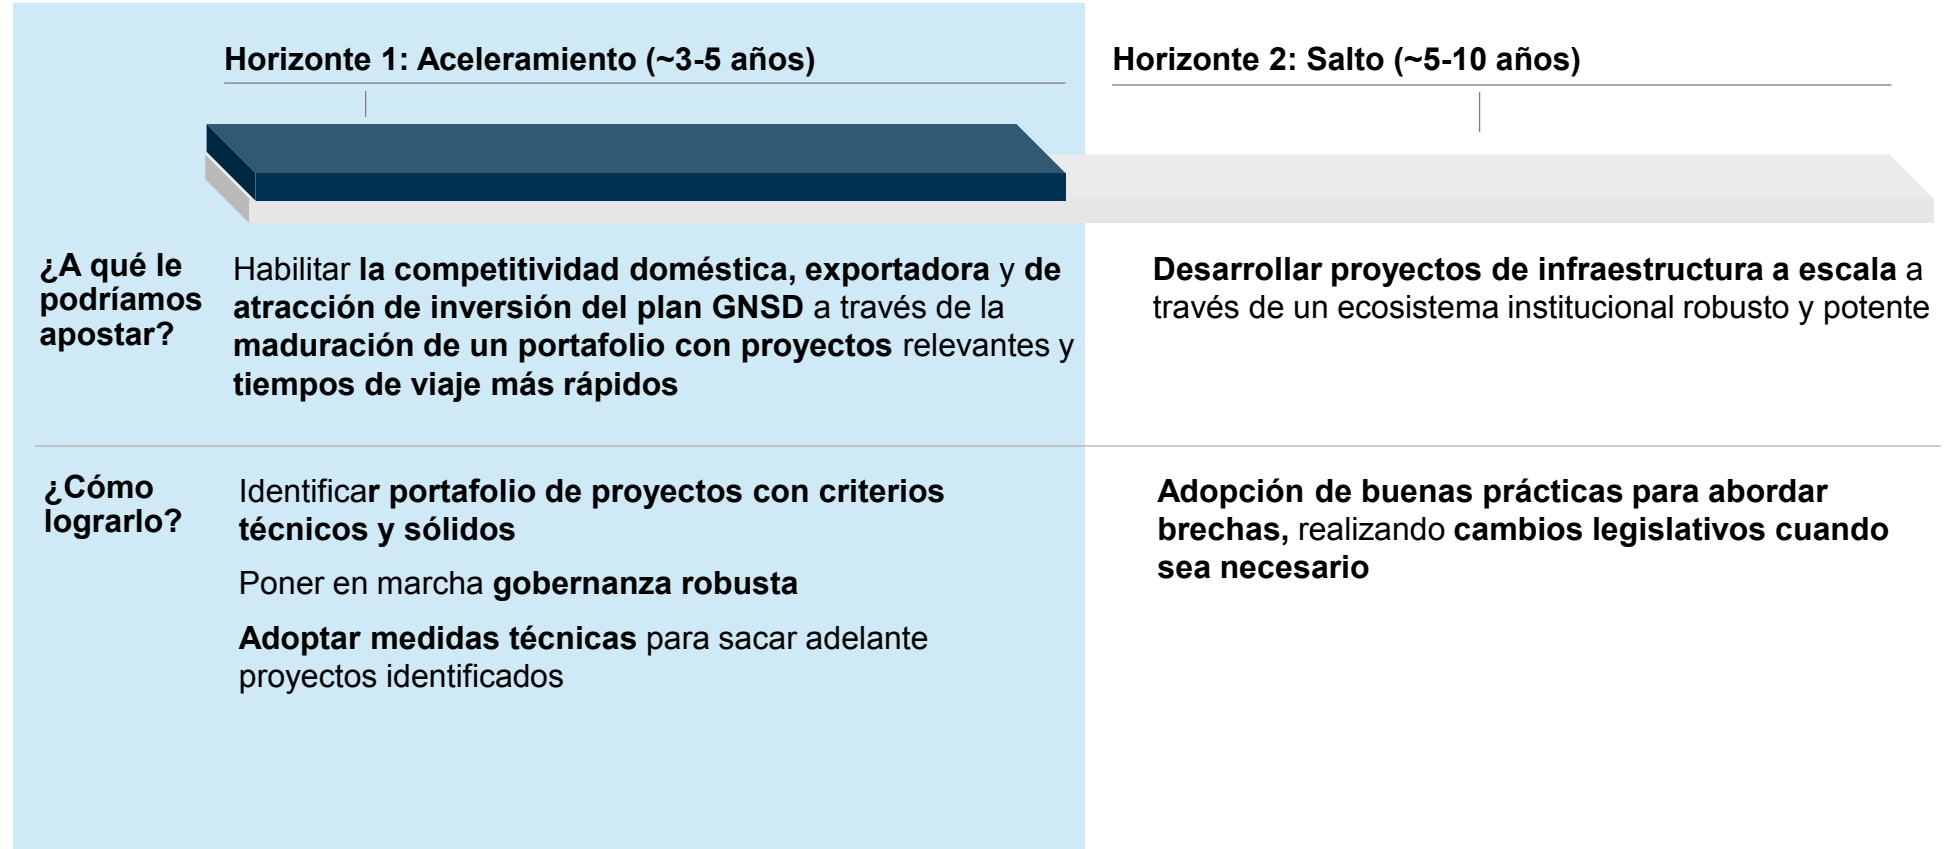 Horizonte 1: Aceleramiento (~3-5 años)
Horizonte 2: Salto (~5-10 años)
¿A qué le
podríamos
apostar?
Habilitar la competitividad doméstica, exportadora y de
atracción de inversión del plan GNSD a través de la
maduración de un portafolio con proyectos relevantes y
tiempos de viaje más rápidos
Desarrollar proyectos de infraestructura a escala a
través de un ecosistema institucional robusto y potente
¿Cómo
lograrlo?
Identificar portafolio de proyectos con criterios
técnicos y sólidos
Poner en marcha gobernanza robusta
Adoptar medidas técnicas para sacar adelante
proyectos identificados
Adopción de buenas prácticas para abordar
brechas, realizando cambios legislativos cuando
sea necesario